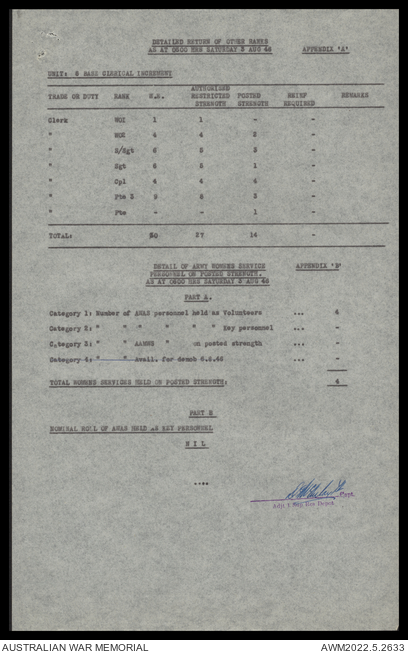 DETAILED RETURN OF OTHER RANKS
AS AT 0600 HRS SATURDAY 3 AUG 46 APPENDIX 'A'
UNIT: 8 BASE CLERICAL INCREMENT
TRADE OR DUTY RANK W.E. AUTHORISED RESTRICTED STRENGTH POSTED STRENGTH BRIEF REQUIRED REMARKS
Clerk WOI 1 1 - -
" WO2 4 4 2 -
" S/Sgt 6 5 3 -
" Sgt 6 5 1 -
" Cpl 4 4 4 -
" Pte 3 9 8 3 -
" Pte - - 1 -
TOTAL: 30 27 14 -
DETAIL OF ARMY WOMENS SERVICE APPENDIX 'B'
PERSONNEL ON POSTED STRENGTH.
AS AT 0600 HRS SATURDAY 3 AUG 46
PART A.
Category 1: Number of AWAS personnel held as Volunteers ... 4
Category 2: " " " " " " Key personnel ... -
Category 3: " " AAMWS " on posted strength ... -
Category 4: " " Avail. for demob 6.8.46 ... -
TOTAL WOMENS SERVICES HELD ON POSTED STRENGTH: 4
PART B
NOMINAL ROLL OF AWAS HELD AS KEY PERSONNEL
N I L
....
Capt.
Adjt 1
AUSTRALIAN WAR MEMORIAL AWM2022.5.2633